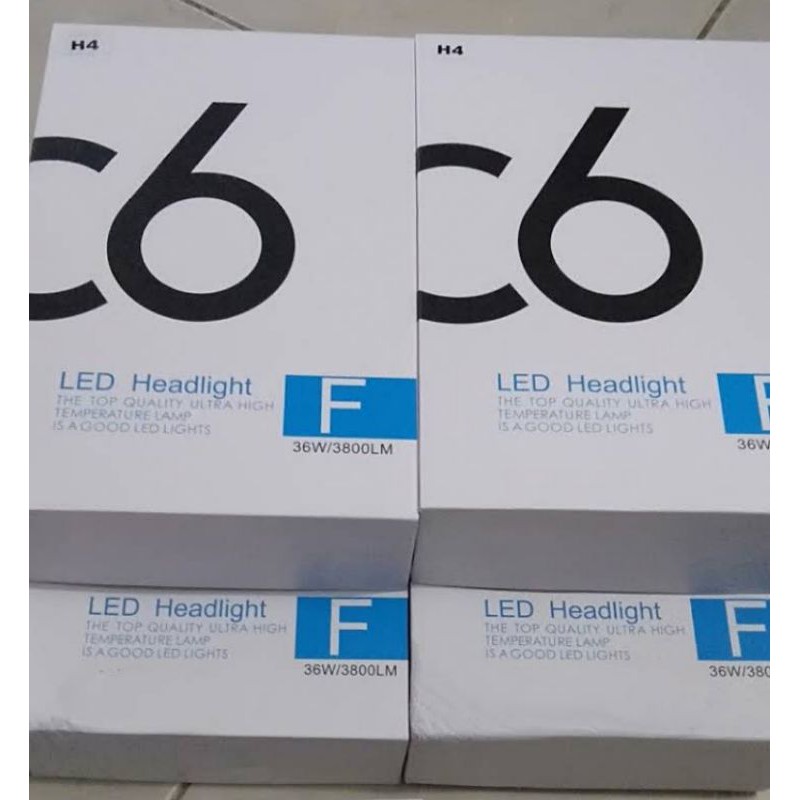 H4
C6
LED Headlight
THE TOP QUALITY ULTRA HIGH
TEMPERATURE LAMP
IS A GOOD LED LIGHTS
F
36W/3800LM
H4
C6
LED Headlight
THE TOP QUALITY ULTRA HIGH
TEMPERATURE LAMP
IS A GOOD LED LIGHTS
F
36W
LED Headlight
THE TOP QUALITY ULTRA HIGH
TEMPERATURE LAMP
IS A GOOD LED LIGHTS
F
36W/3800LM
LED Headlight
THE TOP QUALITY ULTRA HIGH
TEMPERATURE LAMP
IS A GOOD LED LIGHTS
F
36W/380